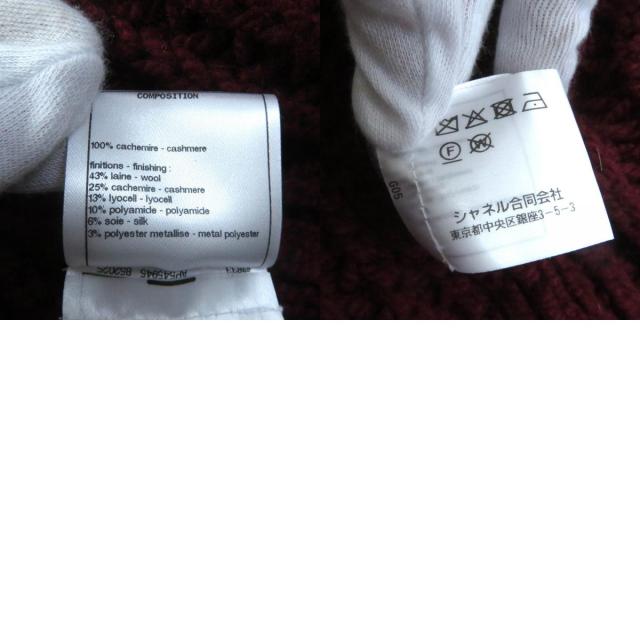 COMPOSITION
100% cachemire - cashmere
finitions - finishing :
43% laine - wool
25% cachemire - cashmere
13% lyocell - lyocell
10% polyamide - polyamide
6% soie - silk
3% polyester metallise - metal polyester
F
W
G05
シャネル合同会社
東京都中央区銀座3-5-3